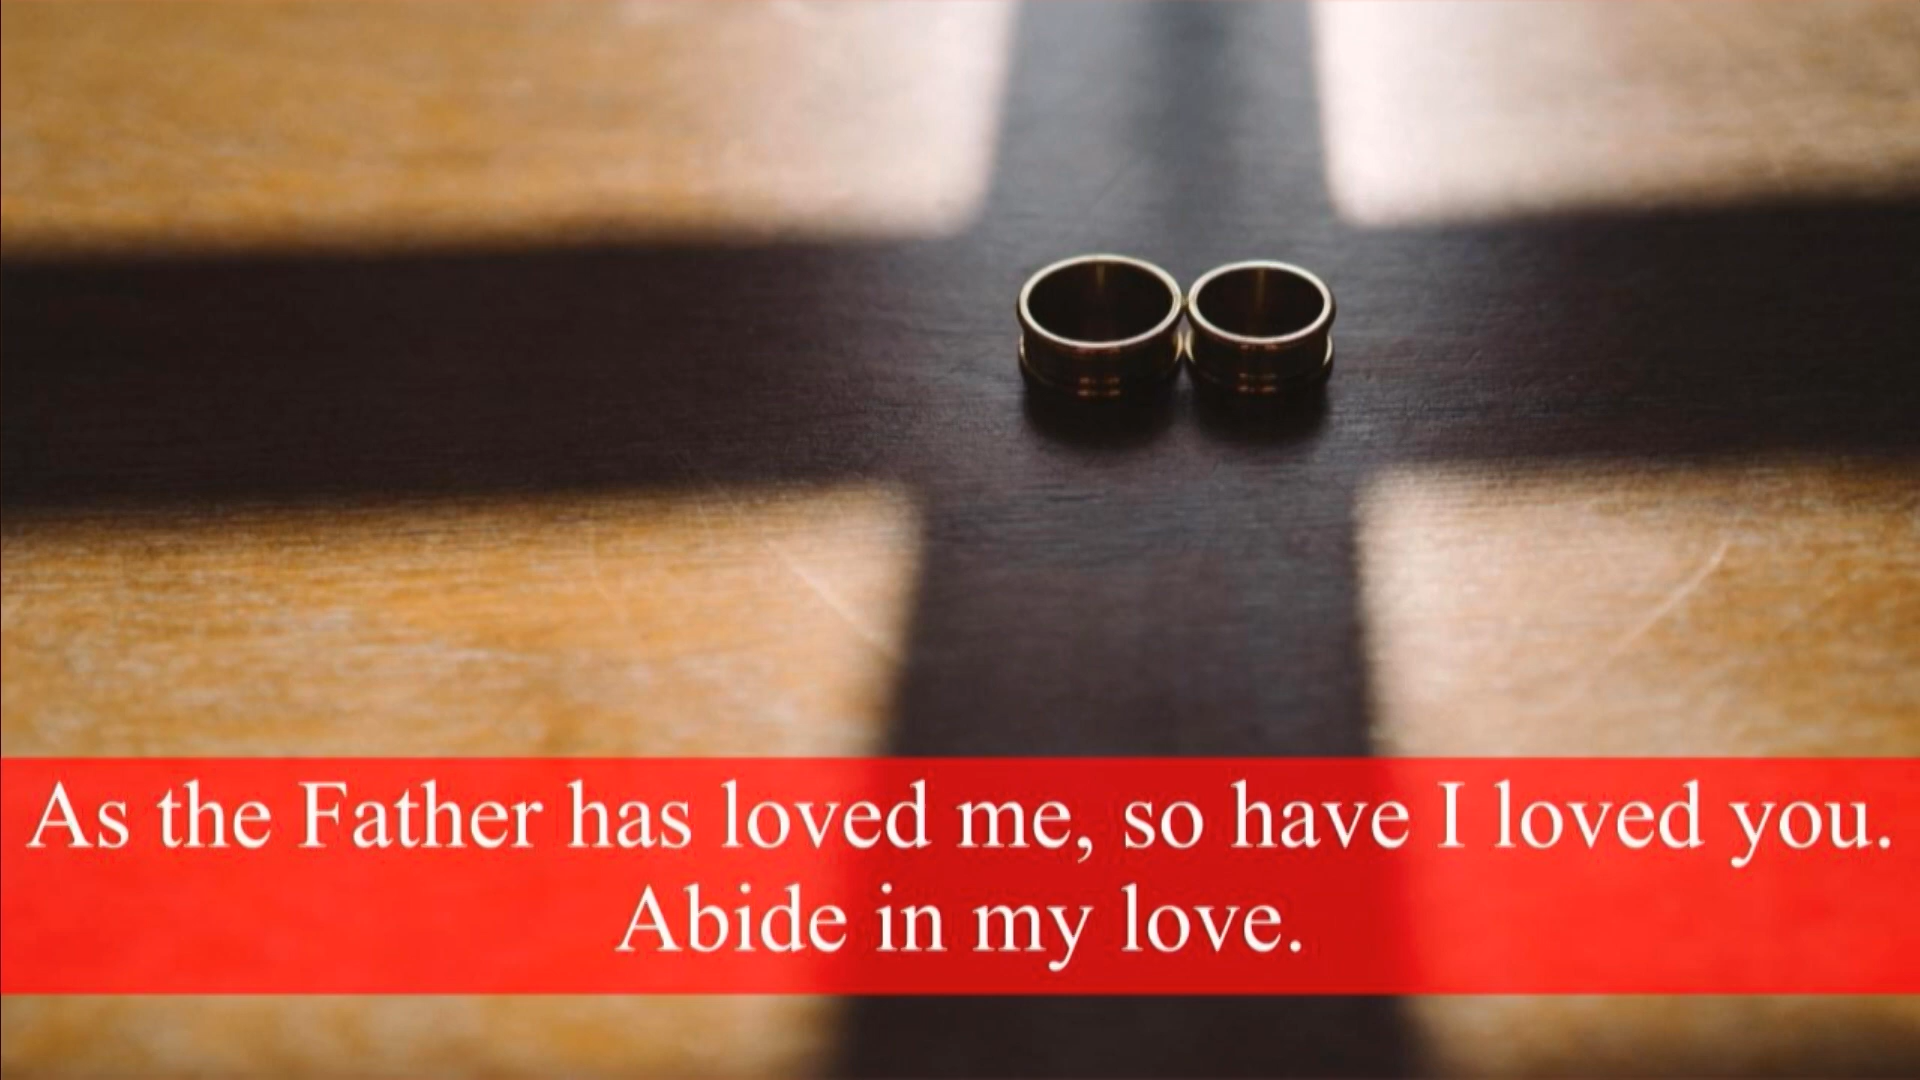 As the Father has loved me, so have I loved you.
Abide in my love.